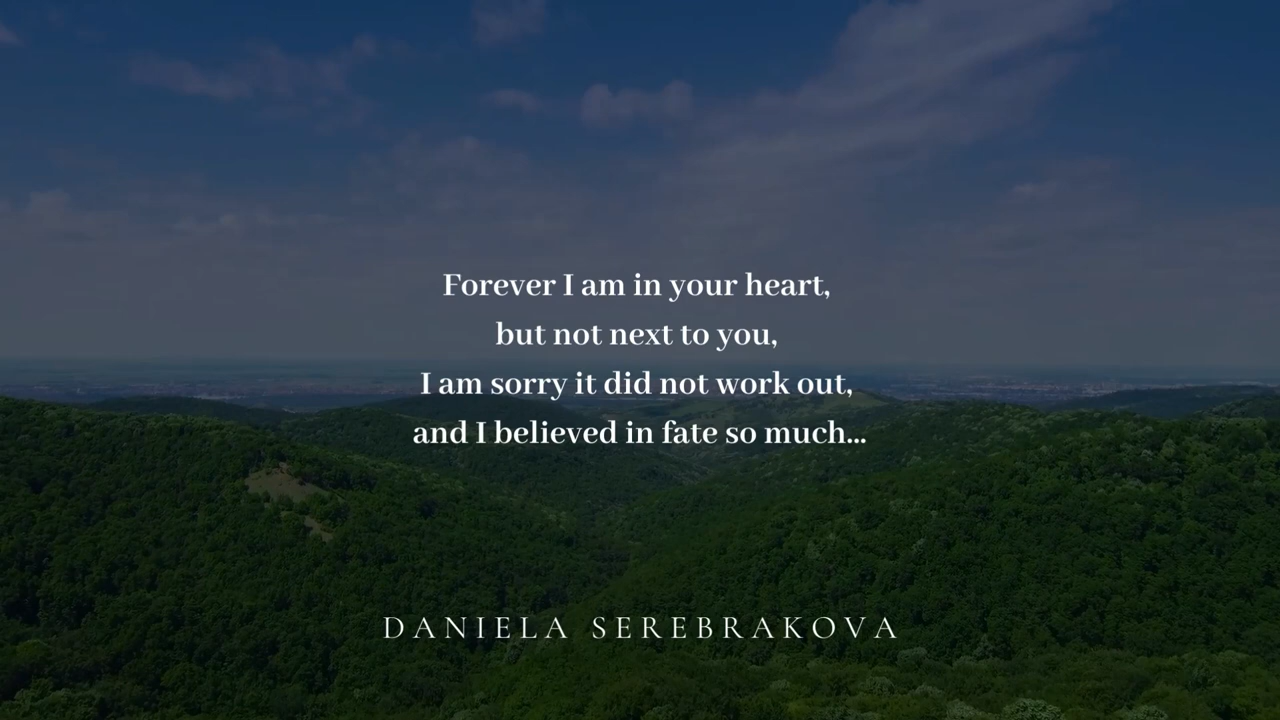 Forever I am in your heart,
but not next to you,
I am sorry it did not work out,
and I believed in fate so much...
DANIELA SEREBRAKOVA